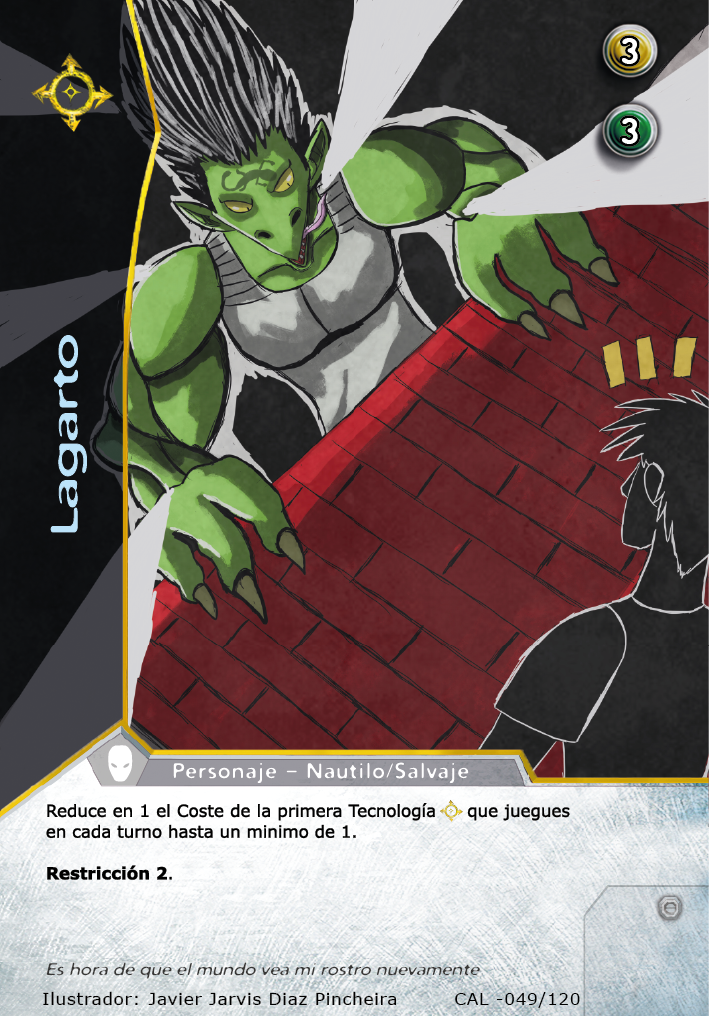 3
3
Lagarto
Personaje – Nautilo/Salvaje
Reduce en 1 el Coste de la primera Tecnología que juegues
en cada turno hasta un minimo de 1.
Restricción 2.
Es hora de que el mundo vea mi rostro nuevamente
Ilustrador: Javier Jarvis Diaz Pincheira CAL -049/120